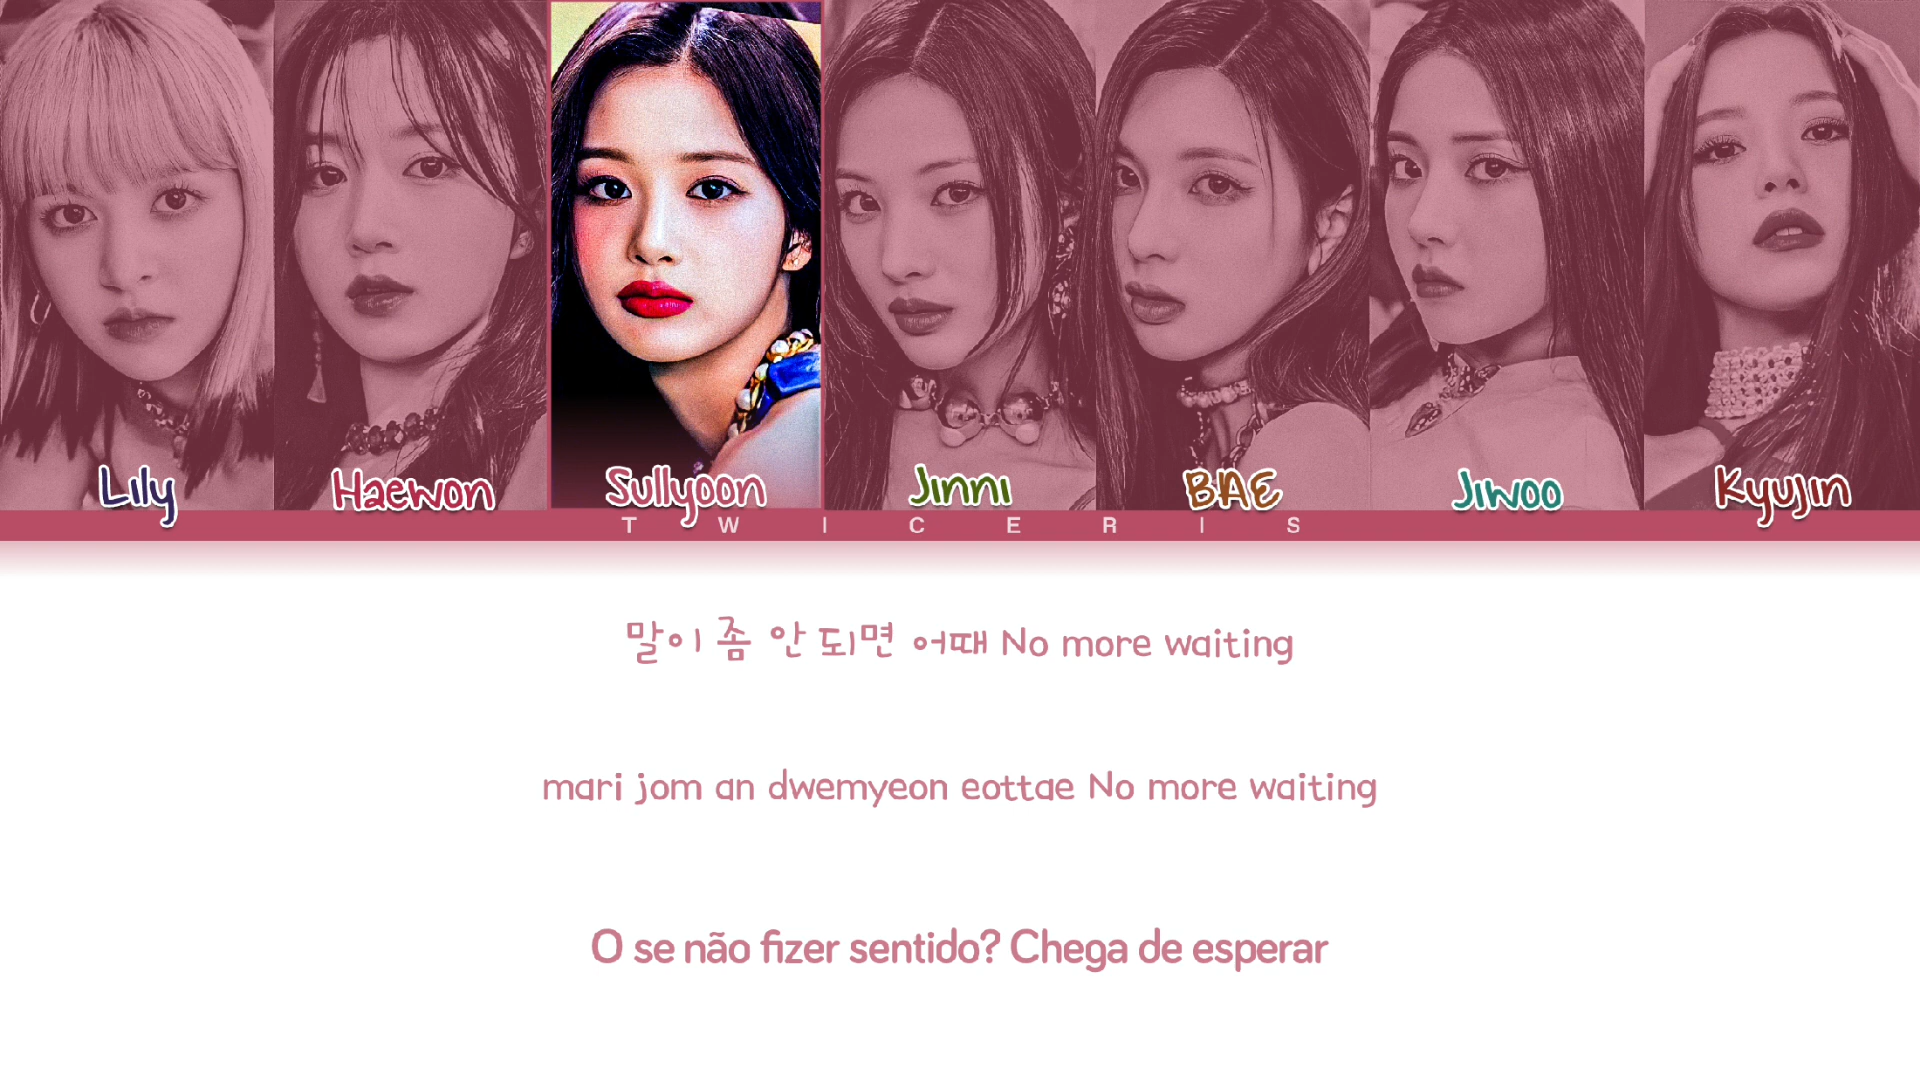 Lily Haewon Sullyoon Jinni BAE Jiwoo Kyujin
TWICERIS
말이 좀 안 되면 어때 No more waiting
mari jom an dwemyeon eottae No more waiting
O se não fizer sentido? Chega de esperar